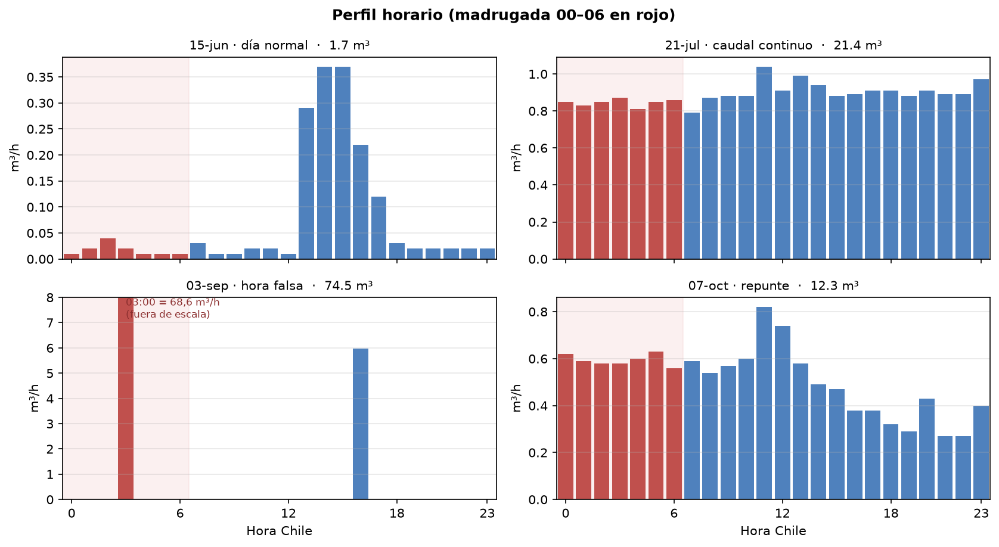 Perfil horario (madrugada 00–06 en rojo)
15-jun · día normal  ·  1.7 m³
0.35
0.30
0.25
0.20
0.15
0.10
0.05
0.00
m³/h
21-jul · caudal continuo  ·  21.4 m³
1.0
0.8
0.6
0.4
0.2
0.0
m³/h
03-sep · hora falsa  ·  74.5 m³
03:00 = 68,6 m³/h
(fuera de escala)
8
7
6
5
4
3
2
1
0
m³/h
0 6 12 18 23
Hora Chile
07-oct · repunte  ·  12.3 m³
0.8
0.6
0.4
0.2
0.0
m³/h
0 6 12 18 23
Hora Chile